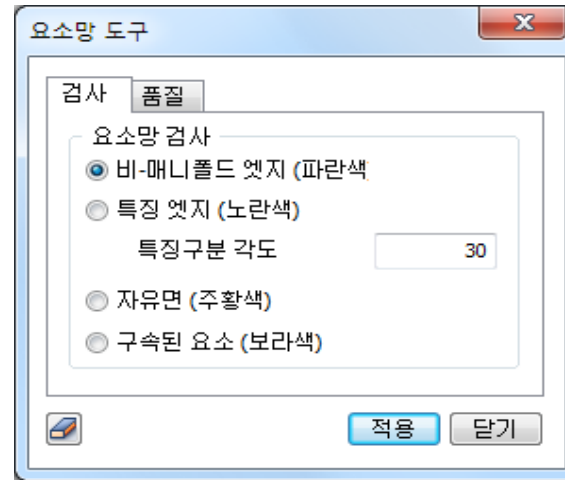 요소망 도구
검사 품질
요소망 검사
비-매니폴드 엣지 (파란색
특징 엣지 (노란색)
특징구분 각도 30
자유면 (주황색)
구속된 요소 (보라색)
적용 닫기